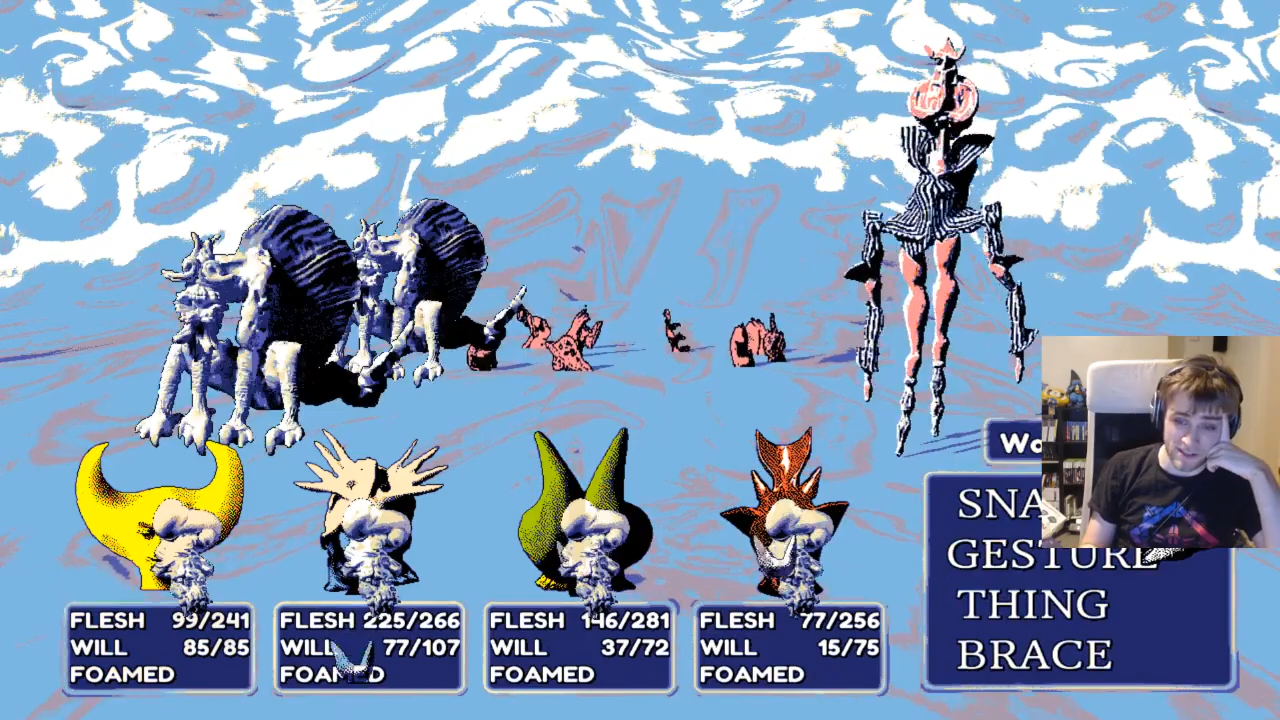 FLESH 99/241
WILL 85/85
FOAMED
FLESH 225/266
WILL 77/107
FOAMED
FLESH 146/281
WILL 37/72
FOAMED
FLESH 77/256
WILL 15/75
FOAMED
GESTURE
THING
BRACE